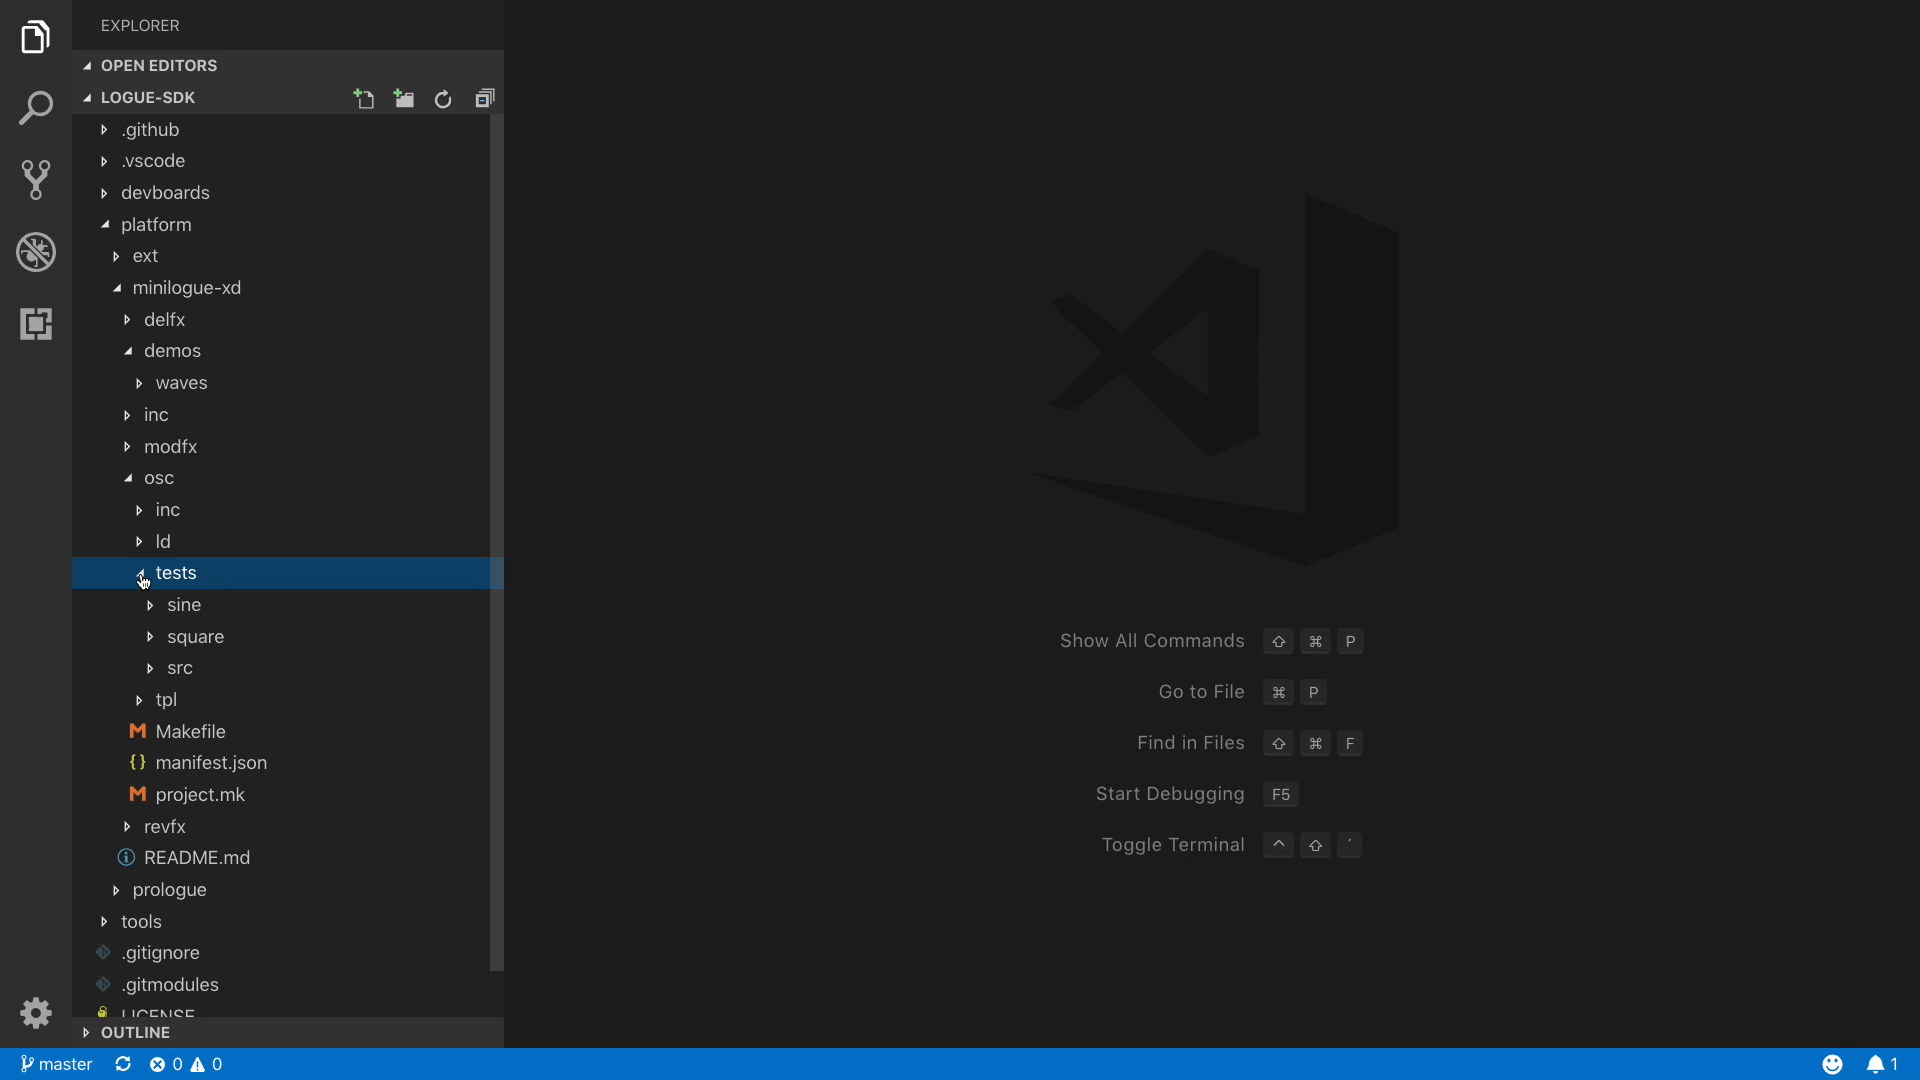 EXPLORER
OPEN EDITORS
LOGUE-SDK
.github
.vscode
devboards
platform
ext
minilogue-xd
delfx
demos
waves
inc
modfx
osc
inc
ld
tests
sine
square
src
tpl
Makefile
manifest.json
project.mk
revfx
README.md
prologue
tools
.gitignore
.gitmodules
LICENSE
OUTLINE
Show All Commands ⇧ ⌘ P
Go to File ⌘ P
Find in Files ⇧ ⌘ F
Start Debugging F5
Toggle Terminal ^ ⇧ ´
master 0 0 1